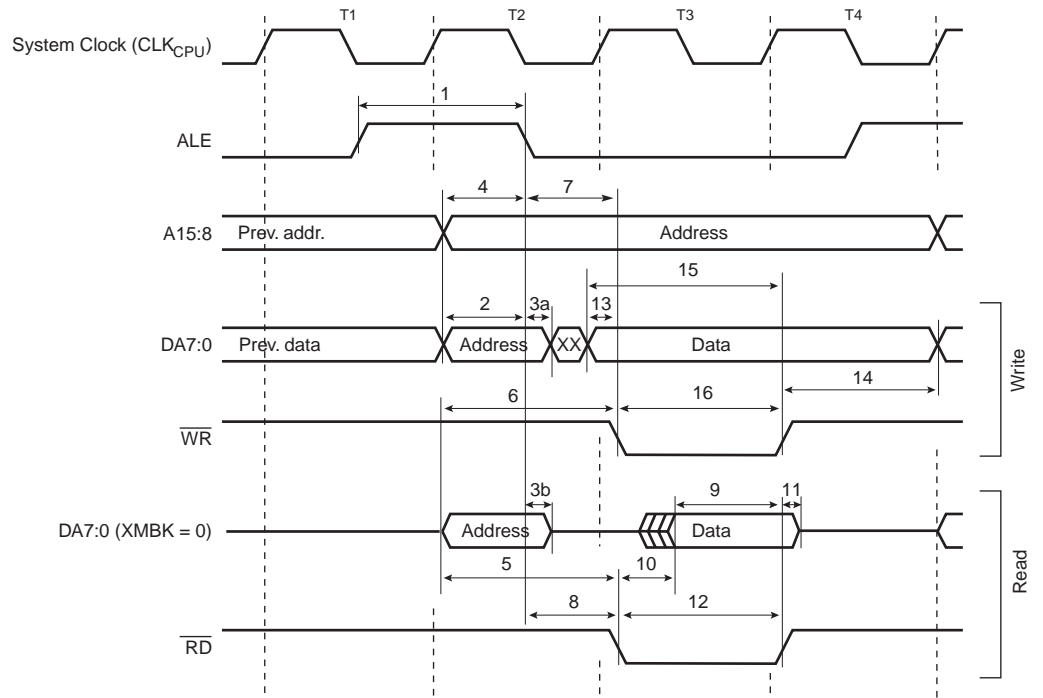 T1 T2 T3 T4
System Clock (CLKCPU)
1
ALE
4 7
A15:8 Prev. addr. Address
15
2 3a 13
DA7:0 Prev. data Address XX Data
14
6 16
WR
Write
3b 9 11
DA7:0 (XMBK = 0) Address Data
5 10
8 12
RD
Read